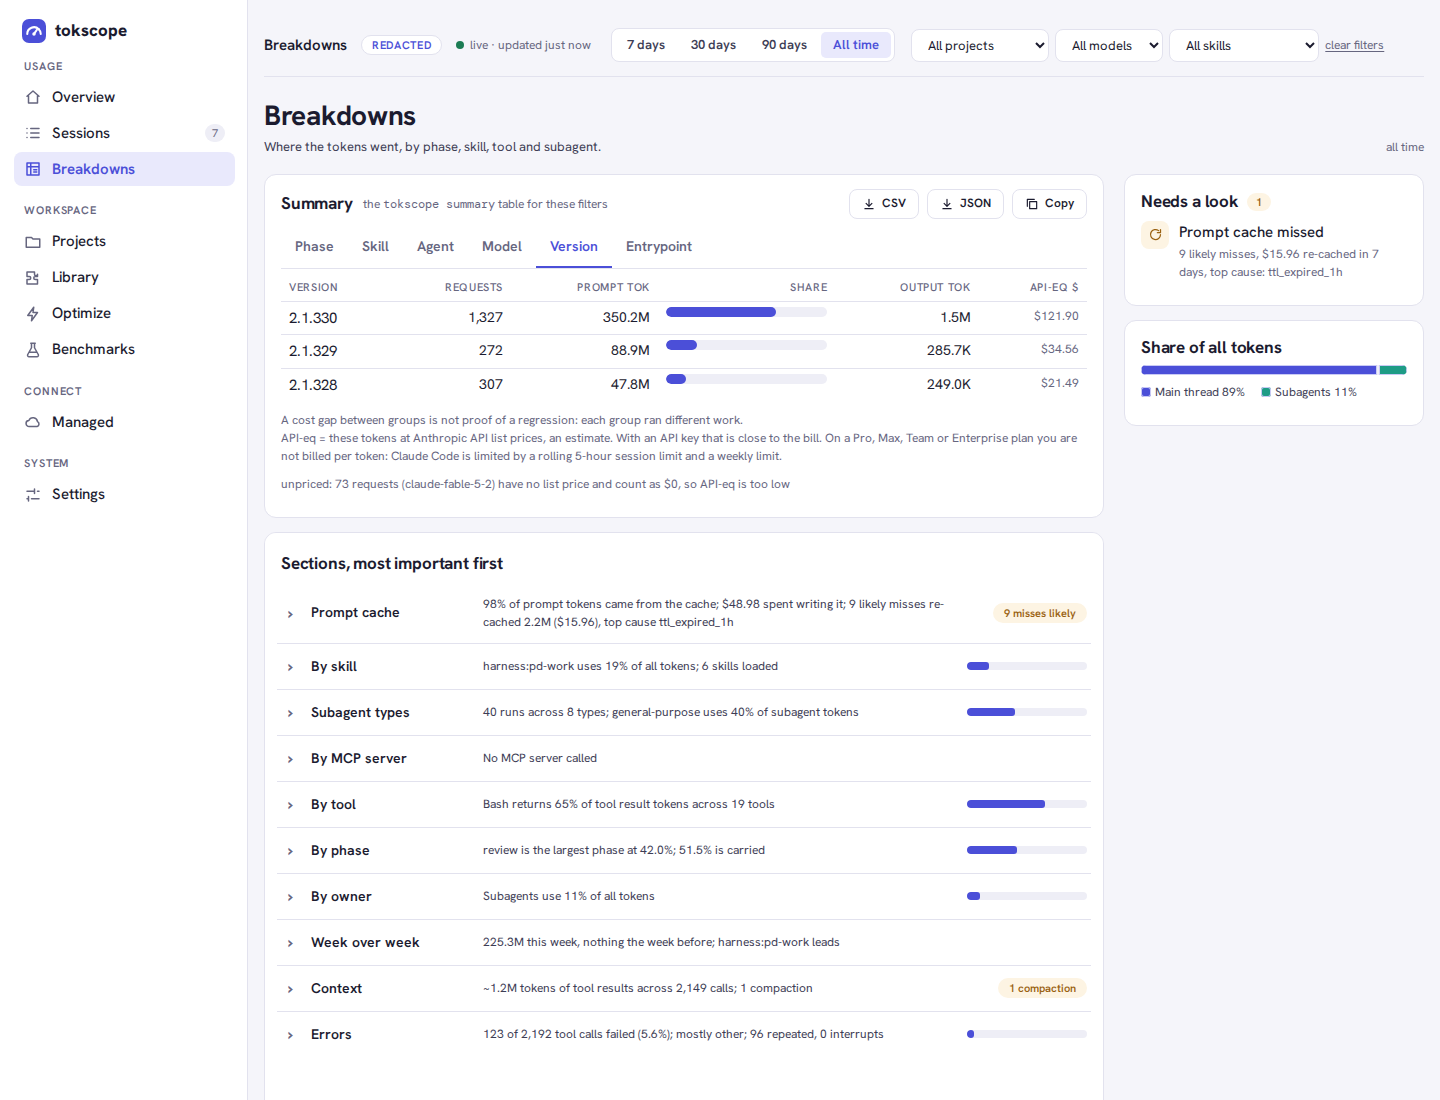 tokscope
USAGE
Overview
Sessions 7
Breakdowns
WORKSPACE
Projects
Library
Optimize
Benchmarks
CONNECT
Managed
SYSTEM
Settings
Breakdowns REDACTED live · updated just now 7 days 30 days 90 days All time All projects All models All skills clear filters
Breakdowns
Where the tokens went, by phase, skill, tool and subagent. all time
Summary the tokscope summary table for these filters CSV JSON Copy
Phase Skill Agent Model Version Entrypoint
VERSION REQUESTS PROMPT TOK SHARE OUTPUT TOK API-EQ $
2.1.330 1,327 350.2M 1.5M $121.90
2.1.329 272 88.9M 285.7K $34.56
2.1.328 307 47.8M 249.0K $21.49
A cost gap between groups is not proof of a regression: each group ran different work.
API-eq = these tokens at Anthropic API list prices, an estimate. With an API key that is close to the bill. On a Pro, Max, Team or Enterprise plan you are
not billed per token: Claude Code is limited by a rolling 5-hour session limit and a weekly limit.
unpriced: 73 requests (claude-fable-5-2) have no list price and count as $0, so API-eq is too low
Needs a look 1
Prompt cache missed
9 likely misses, $15.96 re-cached in 7
days, top cause: ttl_expired_1h
Share of all tokens
Main thread 89% Subagents 11%
Sections, most important first
Prompt cache 98% of prompt tokens came from the cache; $48.98 spent writing it; 9 likely misses re-
cached 2.2M ($15.96), top cause ttl_expired_1h 9 misses likely
By skill harness:pd-work uses 19% of all tokens; 6 skills loaded
Subagent types 40 runs across 8 types; general-purpose uses 40% of subagent tokens
By MCP server No MCP server called
By tool Bash returns 65% of tool result tokens across 19 tools
By phase review is the largest phase at 42.0%; 51.5% is carried
By owner Subagents use 11% of all tokens
Week over week 225.3M this week, nothing the week before; harness:pd-work leads
Context ~1.2M tokens of tool results across 2,149 calls; 1 compaction 1 compaction
Errors 123 of 2,192 tool calls failed (5.6%); mostly other; 96 repeated, 0 interrupts